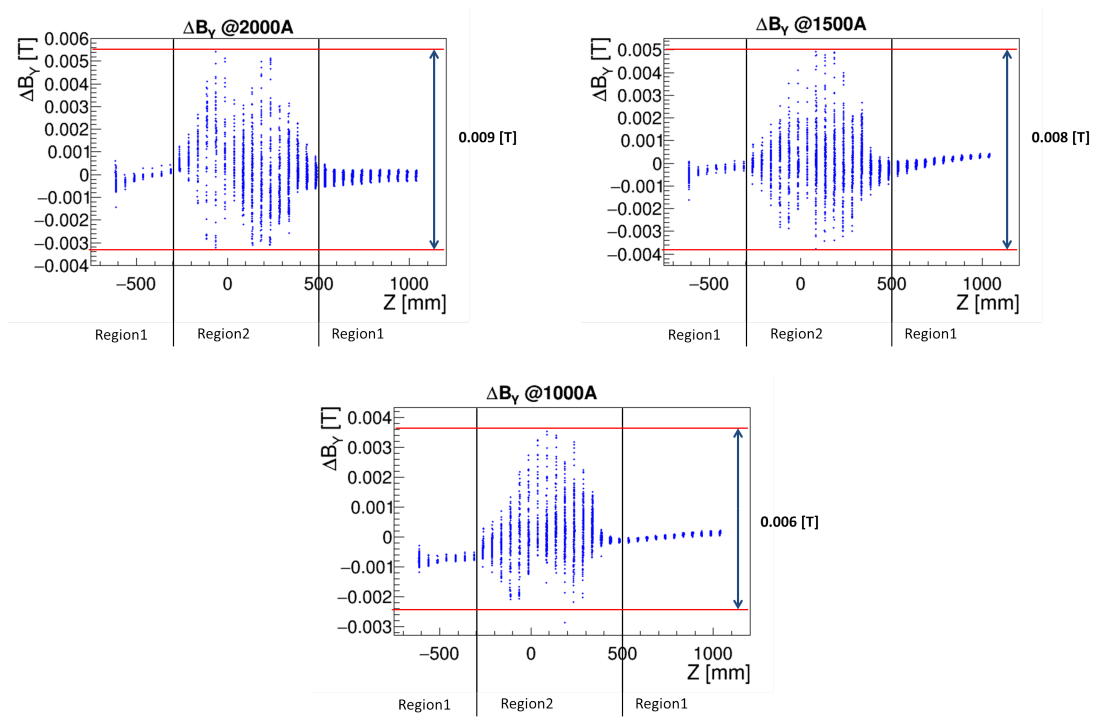 ΔB_Y @2000A
ΔB_Y [T]
0.006
0.005
0.004
0.003
0.002
0.001
0
−0.001
−0.002
−0.003
−0.004
−500 0 500 1000
Z [mm]
0.009 [T]
Region1 Region2 Region1
ΔB_Y @1500A
ΔB_Y [T]
0.005
0.004
0.003
0.002
0.001
0
−0.001
−0.002
−0.003
−0.004
−500 0 500 1000
Z [mm]
0.008 [T]
Region1 Region2 Region1
ΔB_Y @1000A
ΔB_Y [T]
0.004
0.003
0.002
0.001
0
−0.001
−0.002
−0.003
−500 0 500 1000
Z [mm]
0.006 [T]
Region1 Region2 Region1